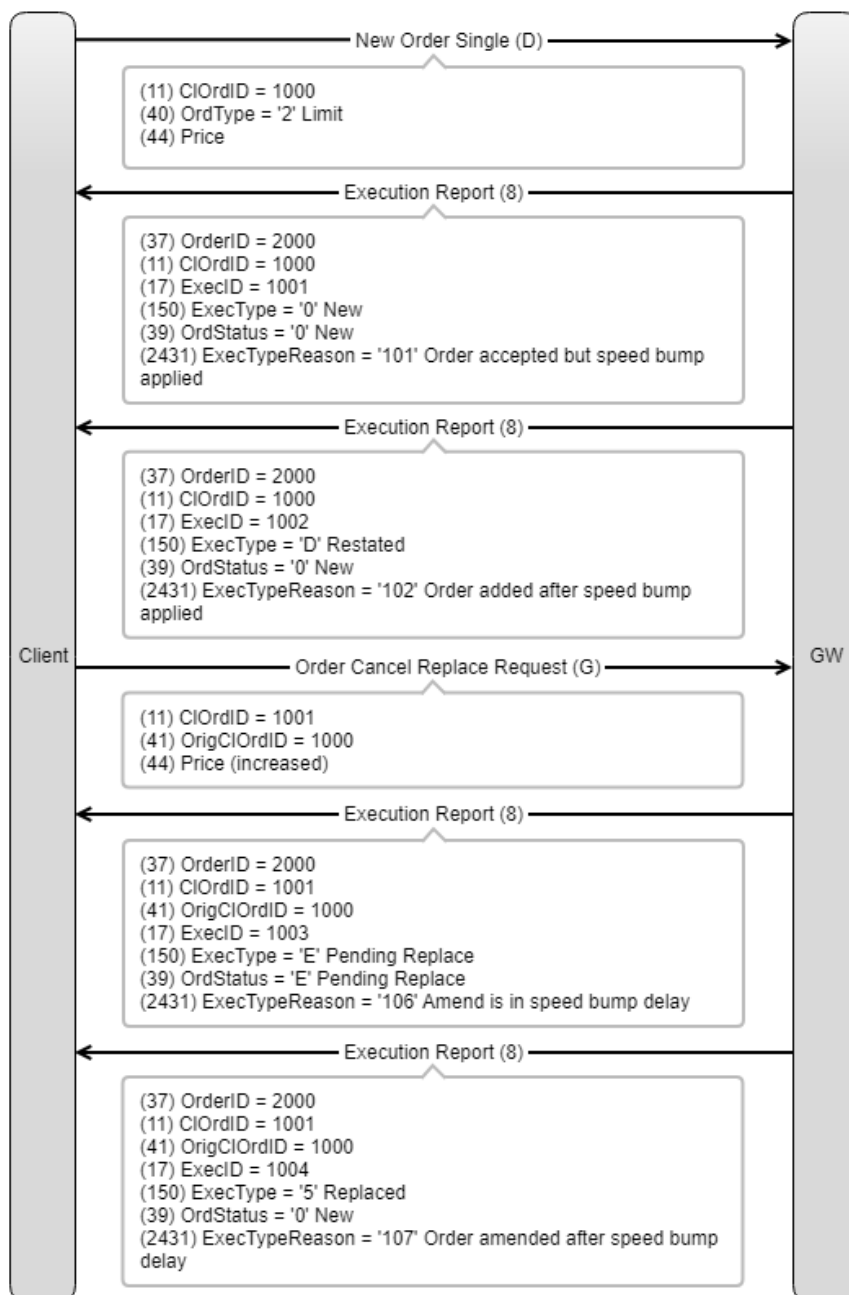 New Order Single (D)
(11) ClOrdID = 1000
(40) OrdType = '2' Limit
(44) Price
Execution Report (8)
(37) OrderID = 2000
(11) ClOrdID = 1000
(17) ExecID = 1001
(150) ExecType = '0' New
(39) OrdStatus = '0' New
(2431) ExecTypeReason = '101' Order accepted but speed bump
applied
Execution Report (8)
(37) OrderID = 2000
(11) ClOrdID = 1000
(17) ExecID = 1002
(150) ExecType = 'D' Restated
(39) OrdStatus = '0' New
(2431) ExecTypeReason = '102' Order added after speed bump
applied
Client
Order Cancel Replace Request (G)
GW
(11) ClOrdID = 1001
(41) OrigClOrdID = 1000
(44) Price (increased)
Execution Report (8)
(37) OrderID = 2000
(11) ClOrdID = 1001
(41) OrigClOrdID = 1000
(17) ExecID = 1003
(150) ExecType = 'E' Pending Replace
(39) OrdStatus = 'E' Pending Replace
(2431) ExecTypeReason = '106' Amend is in speed bump delay
Execution Report (8)
(37) OrderID = 2000
(11) ClOrdID = 1001
(41) OrigClOrdID = 1000
(17) ExecID = 1004
(150) ExecType = '5' Replaced
(39) OrdStatus = '0' New
(2431) ExecTypeReason = '107' Order amended after speed bump
delay